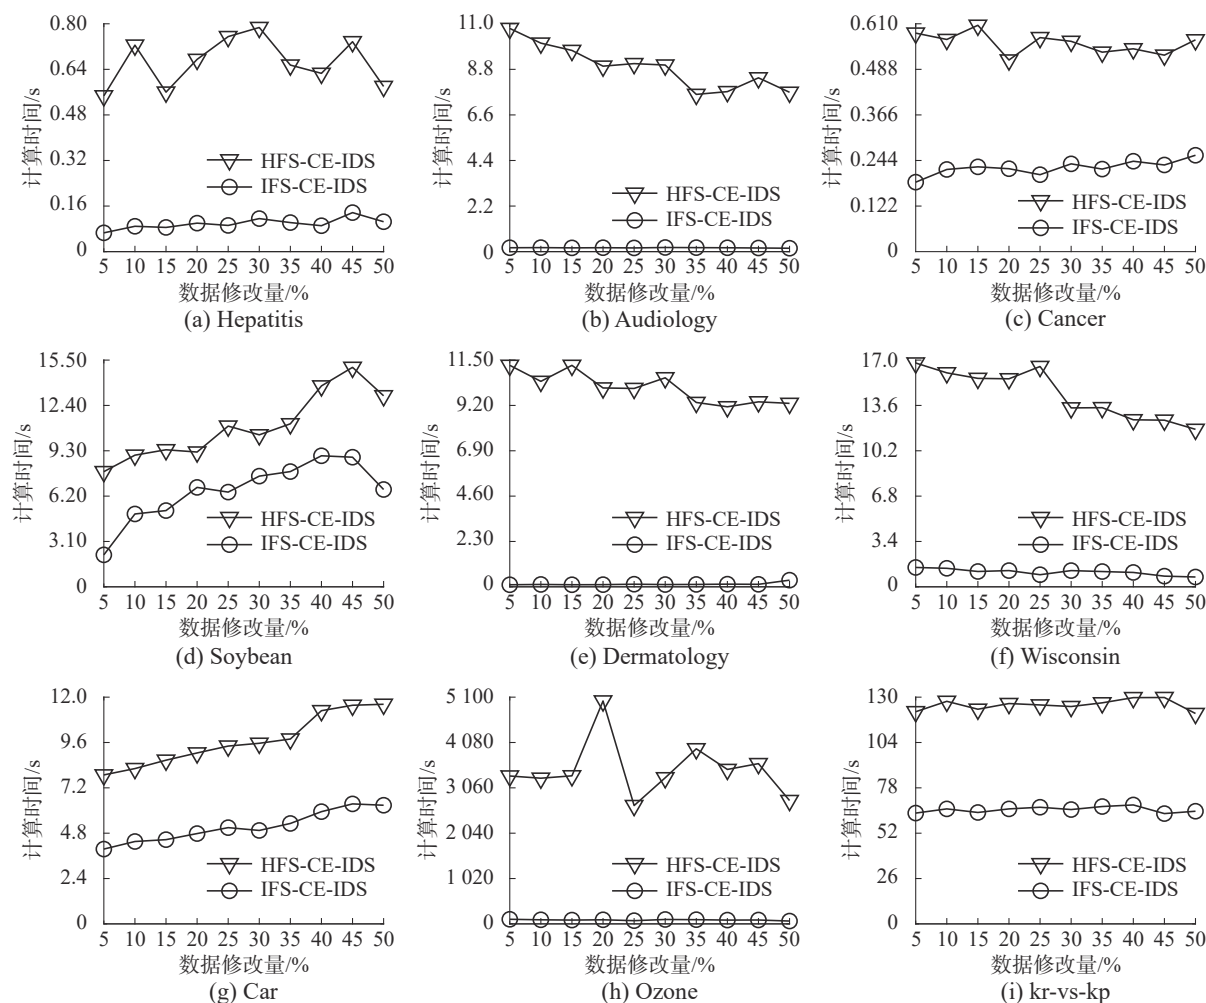 0.80
0.64
0.48
0.32
0.16
0
计算时间/s
HFS-CE-IDS
IFS-CE-IDS
5 10 15 20 25 30 35 40 45 50
数据修改量/%
(a) Hepatitis
11.0
8.8
6.6
4.4
2.2
0
计算时间/s
HFS-CE-IDS
IFS-CE-IDS
5 10 15 20 25 30 35 40 45 50
数据修改量/%
(b) Audiology
0.610
0.488
0.366
0.244
0.122
0
计算时间/s
HFS-CE-IDS
IFS-CE-IDS
5 10 15 20 25 30 35 40 45 50
数据修改量/%
(c) Cancer
15.50
12.40
9.30
6.20
3.10
0
计算时间/s
HFS-CE-IDS
IFS-CE-IDS
5 10 15 20 25 30 35 40 45 50
数据修改量/%
(d) Soybean
11.50
9.20
6.90
4.60
2.30
0
计算时间/s
HFS-CE-IDS
IFS-CE-IDS
5 10 15 20 25 30 35 40 45 50
数据修改量/%
(e) Dermatology
17.0
13.6
10.2
6.8
3.4
0
计算时间/s
HFS-CE-IDS
IFS-CE-IDS
5 10 15 20 25 30 35 40 45 50
数据修改量/%
(f) Wisconsin
12.0
9.6
7.2
4.8
2.4
0
计算时间/s
HFS-CE-IDS
IFS-CE-IDS
5 10 15 20 25 30 35 40 45 50
数据修改量/%
(g) Car
5 100
4 080
3 060
2 040
1 020
0
计算时间/s
HFS-CE-IDS
IFS-CE-IDS
5 10 15 20 25 30 35 40 45 50
数据修改量/%
(h) Ozone
130
104
78
52
26
0
计算时间/s
HFS-CE-IDS
IFS-CE-IDS
5 10 15 20 25 30 35 40 45 50
数据修改量/%
(i) kr-vs-kp